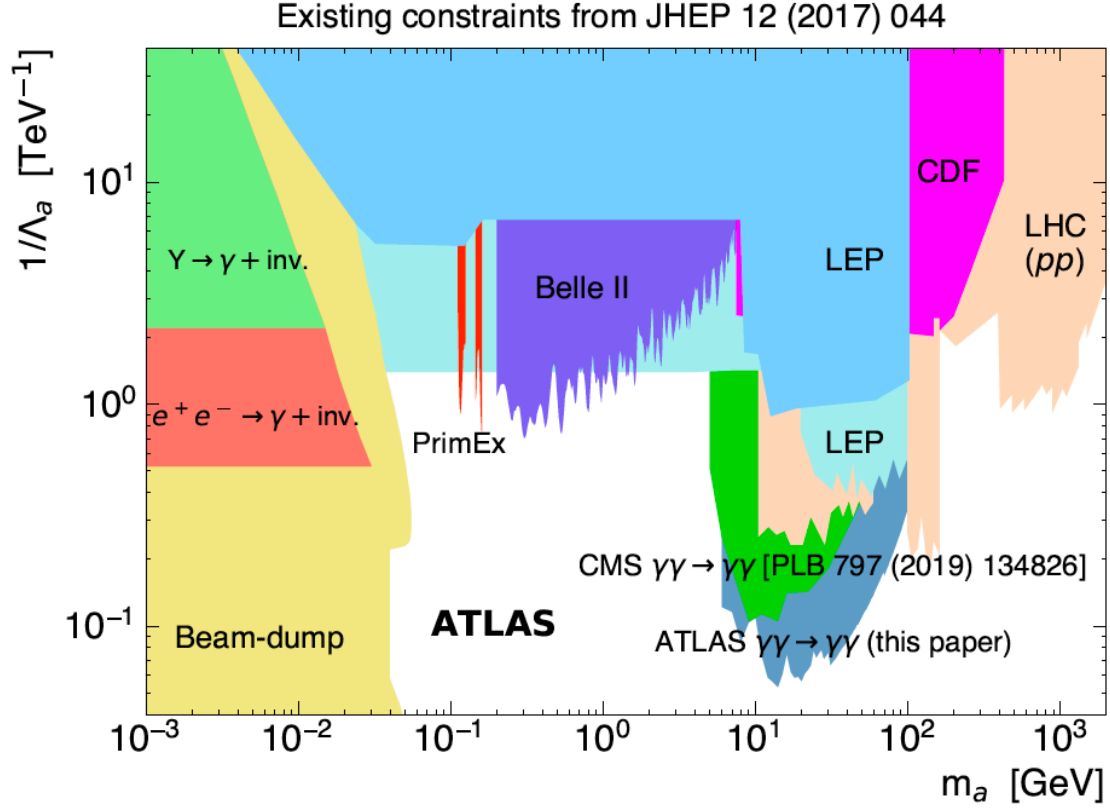 Existing constraints from JHEP 12 (2017) 044
1/Λₐ [TeV⁻¹]
10¹
10⁰
10⁻¹
CDF
LHC
(pp)
Υ → γ + inv.
LEP
Belle II
e⁺e⁻ → γ + inv.
PrimEx
LEP
CMS γγ → γγ [PLB 797 (2019) 134826]
ATLAS
Beam-dump
ATLAS γγ → γγ (this paper)
10⁻³ 10⁻² 10⁻¹ 10⁰ 10¹ 10² 10³
mₐ [GeV]